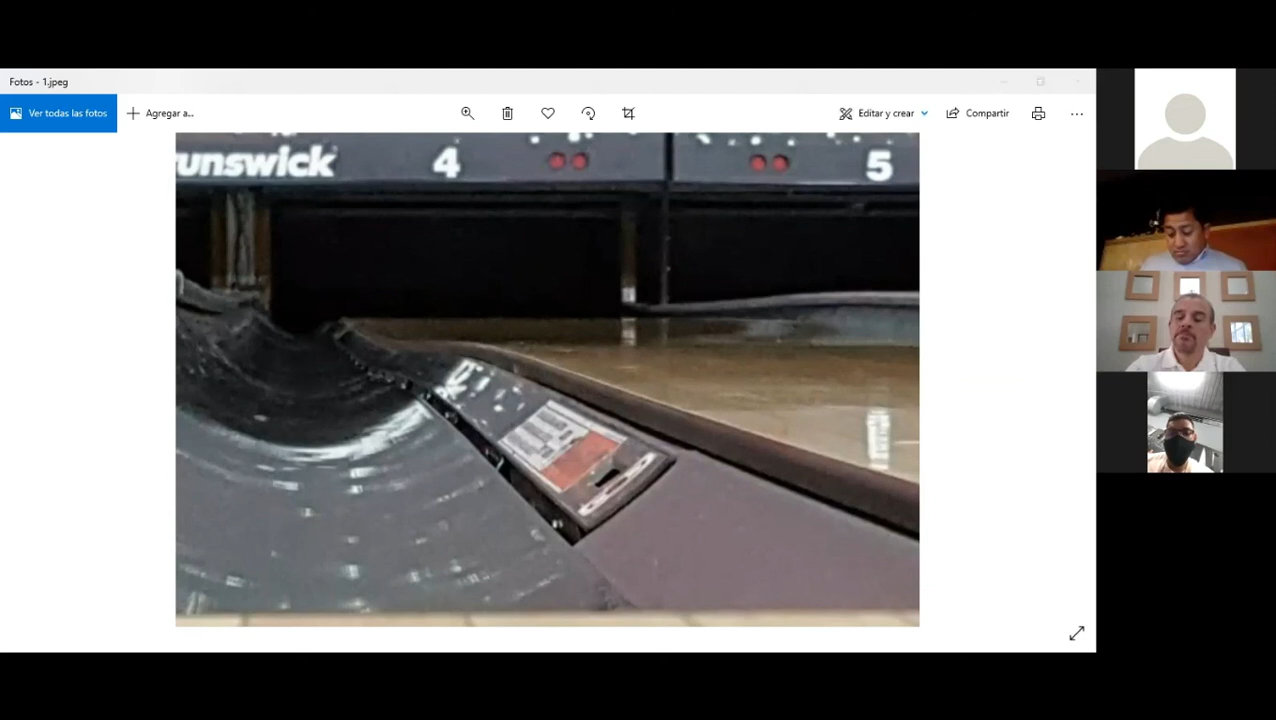 Fotos - 1.jpeg
Ver todas las fotos
Agregar a...
Editar y crear
Compartir
unswick
4
5